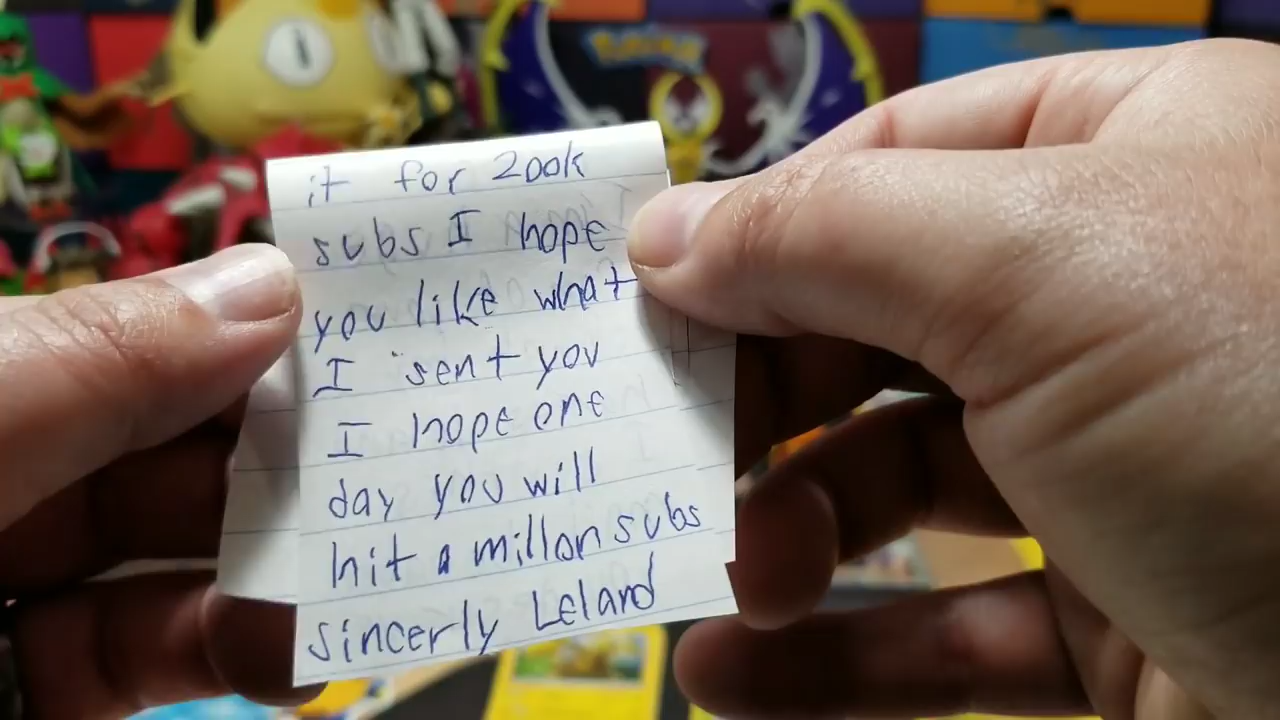 POKÉMON
it for 200k
subs I hope
you like what
I sent you
I hope one
day you will
hit a millon subs
sincerly Leland